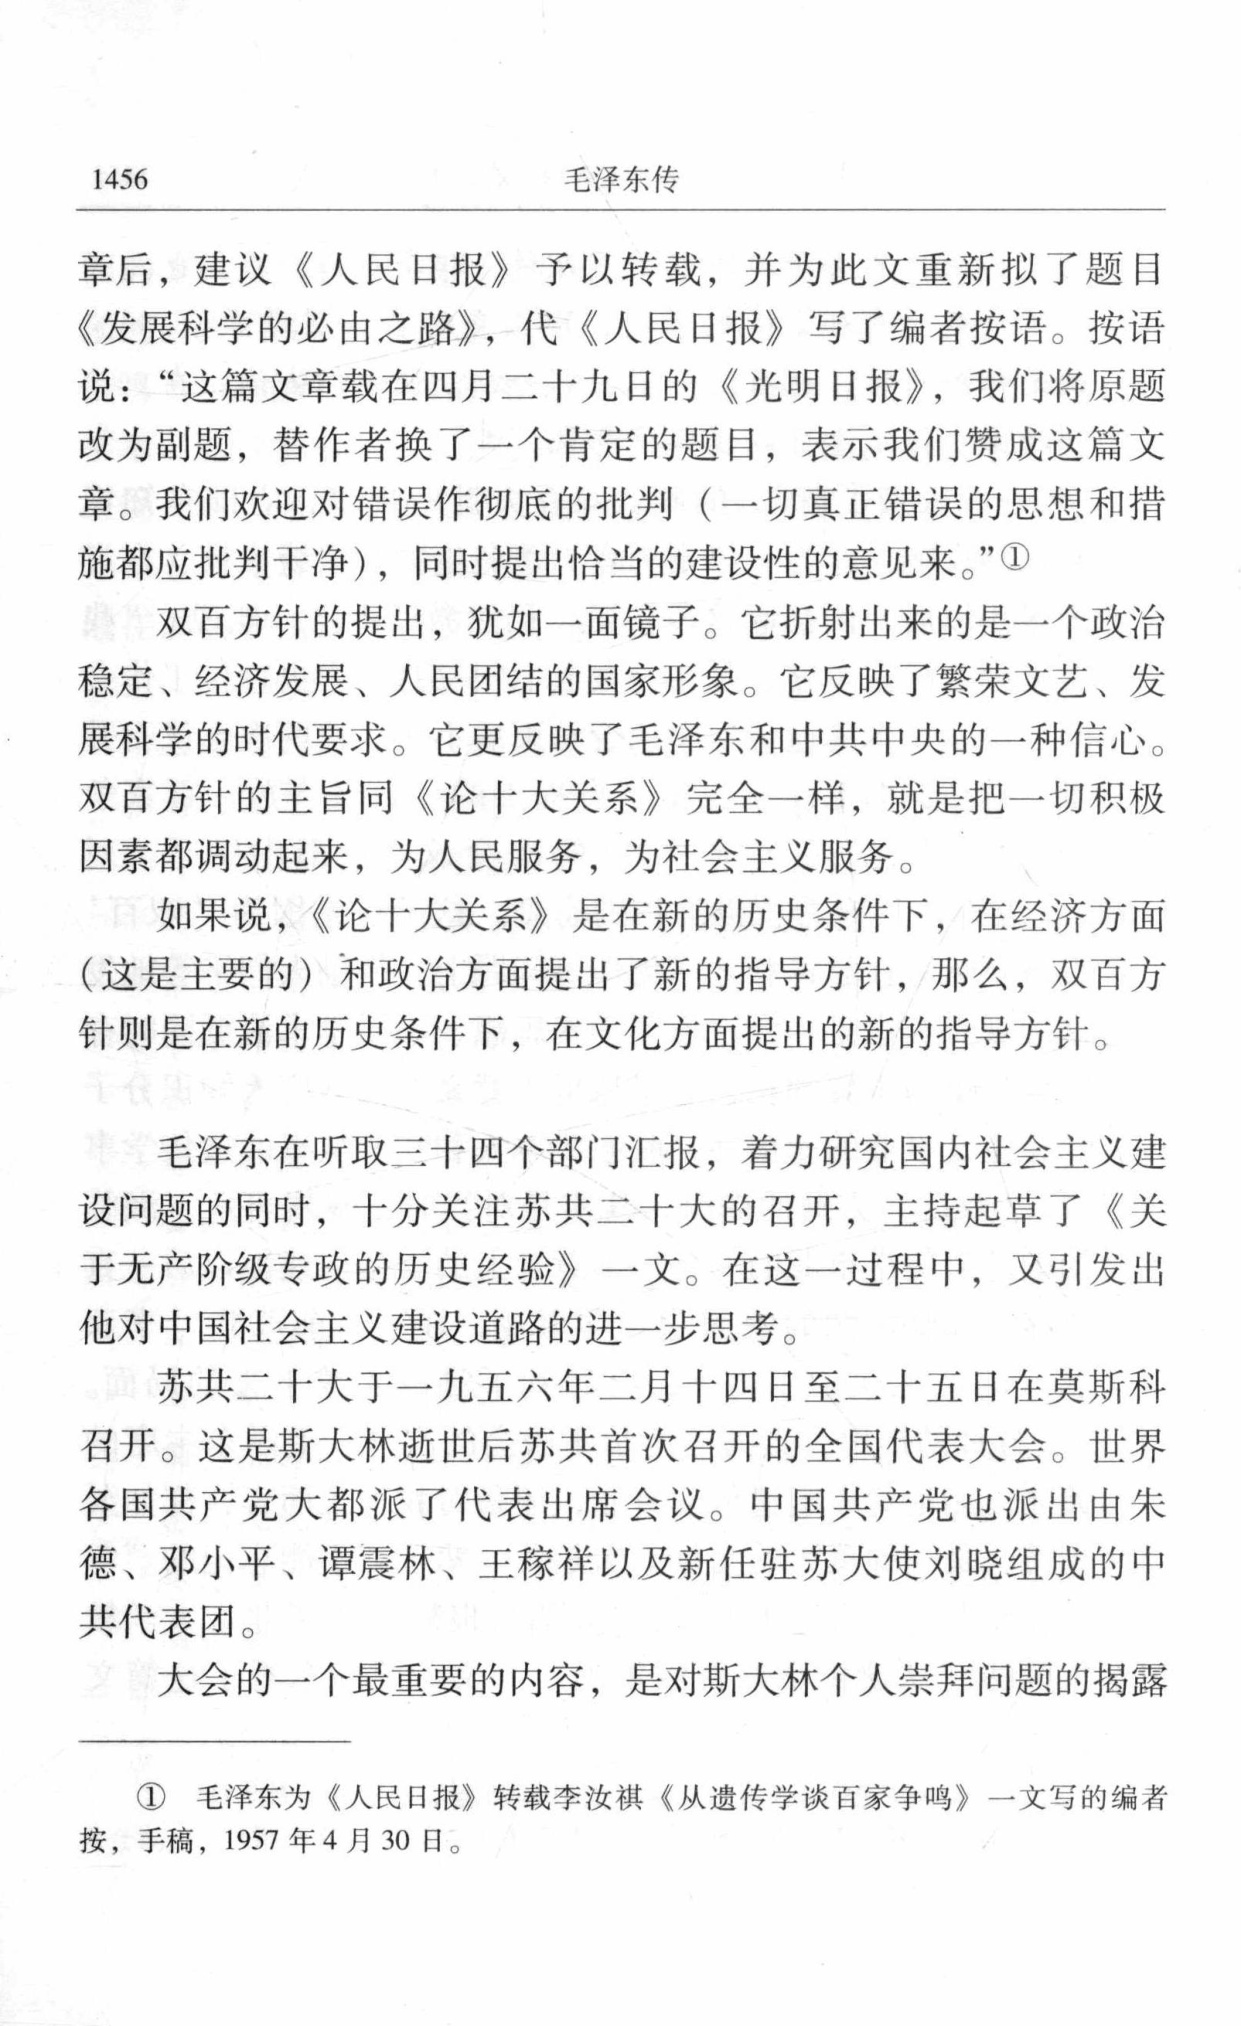 1456
毛泽东传
章后，建议《人民日报》予以转载，并为此文重新拟了题目
《发展科学的必由之路》，代《人民日报》写了编者按语。按语
说：“这篇文章载在四月二十九日的《光明日报》，我们将原题
改为副题，替作者换了一个肯定的题目，表示我们赞成这篇文
章。我们欢迎对错误作彻底的批判（一切真正错误的思想和措
施都应批判干净），同时提出恰当的建设性的意见来。”①
双百方针的提出，犹如一面镜子。它折射出来的是一个政治
稳定、经济发展、人民团结的国家形象。它反映了繁荣文艺、发
展科学的时代要求。它更反映了毛泽东和中共中央的一种信心。
双百方针的主旨同《论十大关系》完全一样，就是把一切积极
因素都调动起来，为人民服务，为社会主义服务。
如果说，《论十大关系》是在新的历史条件下，在经济方面
（这是主要的）和政治方面提出了新的指导方针，那么，双百方
针则是在新的历史条件下，在文化方面提出的新的指导方针。
毛泽东在听取三十四个部门汇报，着力研究国内社会主义建
设问题的同时，十分关注苏共二十大的召开，主持起草了《关
于无产阶级专政的历史经验》一文。在这一过程中，又引发出
他对中国社会主义建设道路的进一步思考。
苏共二十大于一九五六年二月十四日至二十五日在莫斯科
召开。这是斯大林逝世后苏共首次召开的全国代表大会。世界
各国共产党大都派了代表出席会议。中国共产党也派出由朱
德、邓小平、谭震林、王稼祥以及新任驻苏大使刘晓组成的中
共代表团。
大会的一个最重要的内容，是对斯大林个人崇拜问题的揭露
① 毛泽东为《人民日报》转载李汝祺《从遗传学谈百家争鸣》一文写的编者
按，手稿，1957 年 4 月 30 日。